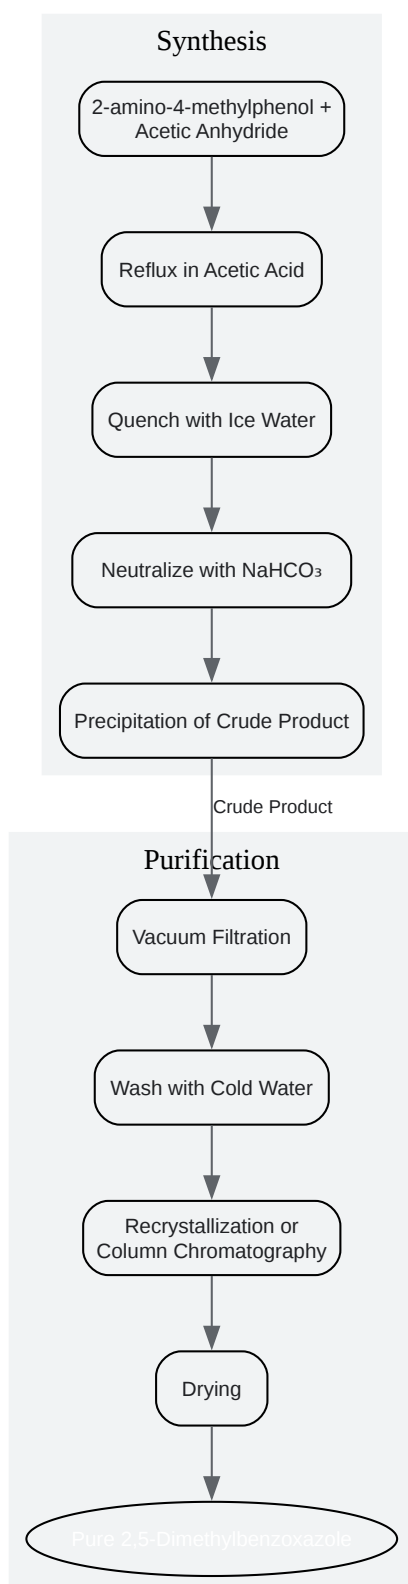 Synthesis
2-amino-4-methylphenol +
Acetic Anhydride
Reflux in Acetic Acid
Quench with Ice Water
Neutralize with NaHCO₃
Precipitation of Crude Product
Crude Product
Purification
Vacuum Filtration
Wash with Cold Water
Recrystallization or
Column Chromatography
Drying
Pure 2,5-Dimethylbenzoxazole